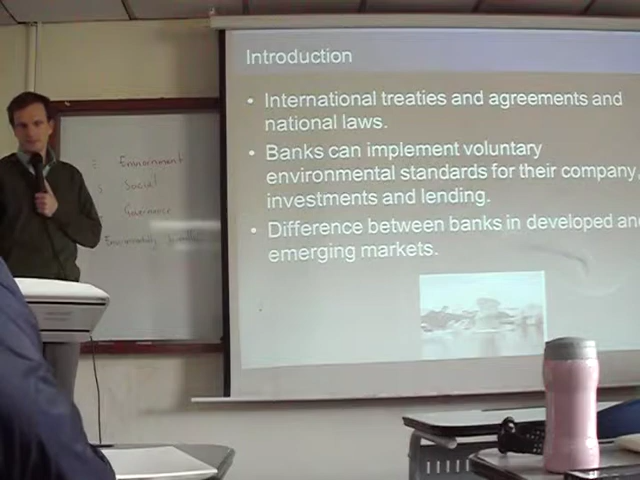 Introduction
• International treaties and agreements and
national laws.
• Banks can implement voluntary
environmental standards for their company,
investments and lending.
• Difference between banks in developed and
emerging markets.
Social
Governance